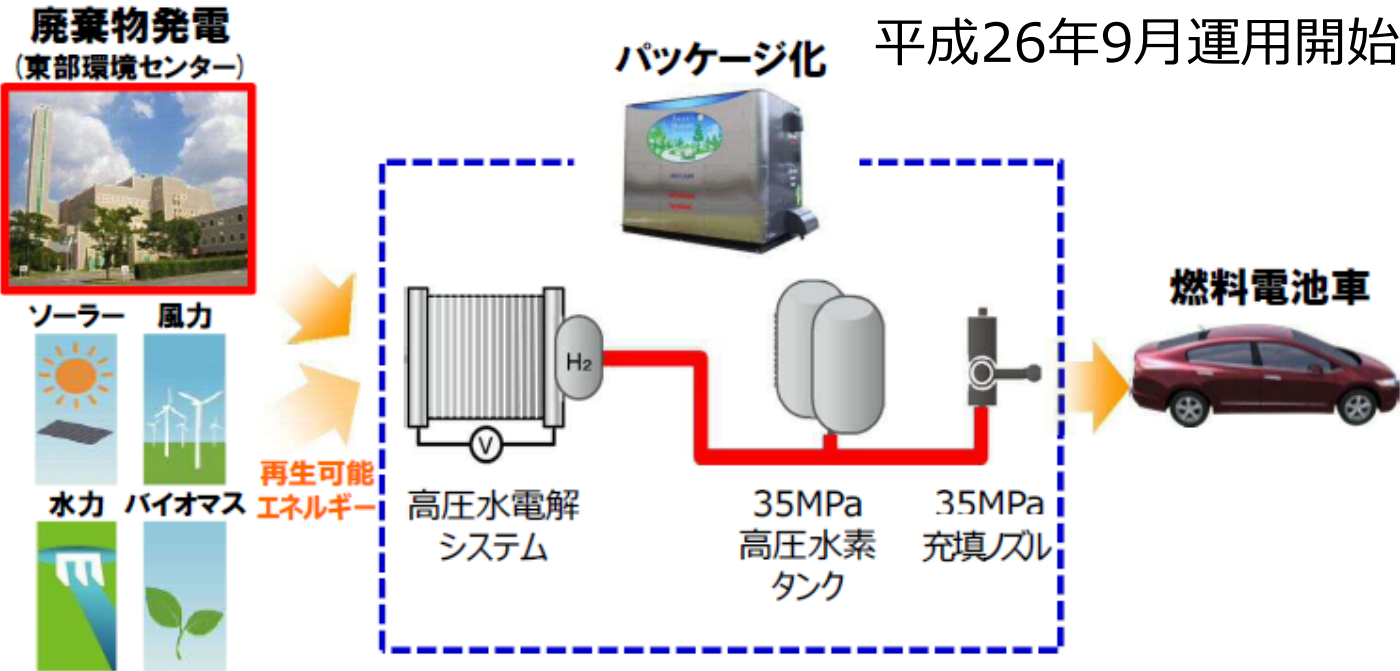 廃棄物発電
(東部環境センター)
パッケージ化
平成26年9月運用開始
ソーラー
風力
水力
バイオマス
再生可能
エネルギー
H2
V
高圧水電解
システム
35MPa
高圧水素
タンク
35MPa
充填ノズル
燃料電池車